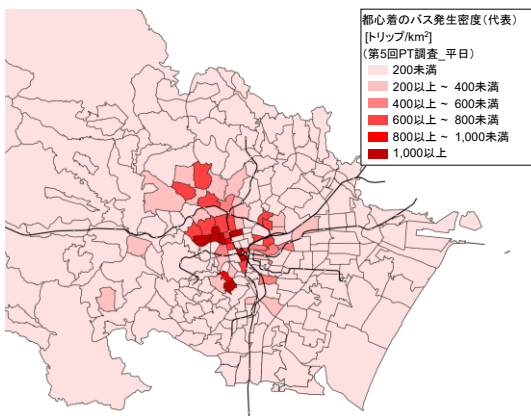 都心着のバス発生密度(代表)
[トリップ/km²]
(第5回PT調査_平日)
200未満
200以上 ~ 400未満
400以上 ~ 600未満
600以上 ~ 800未満
800以上 ~ 1,000未満
1,000以上